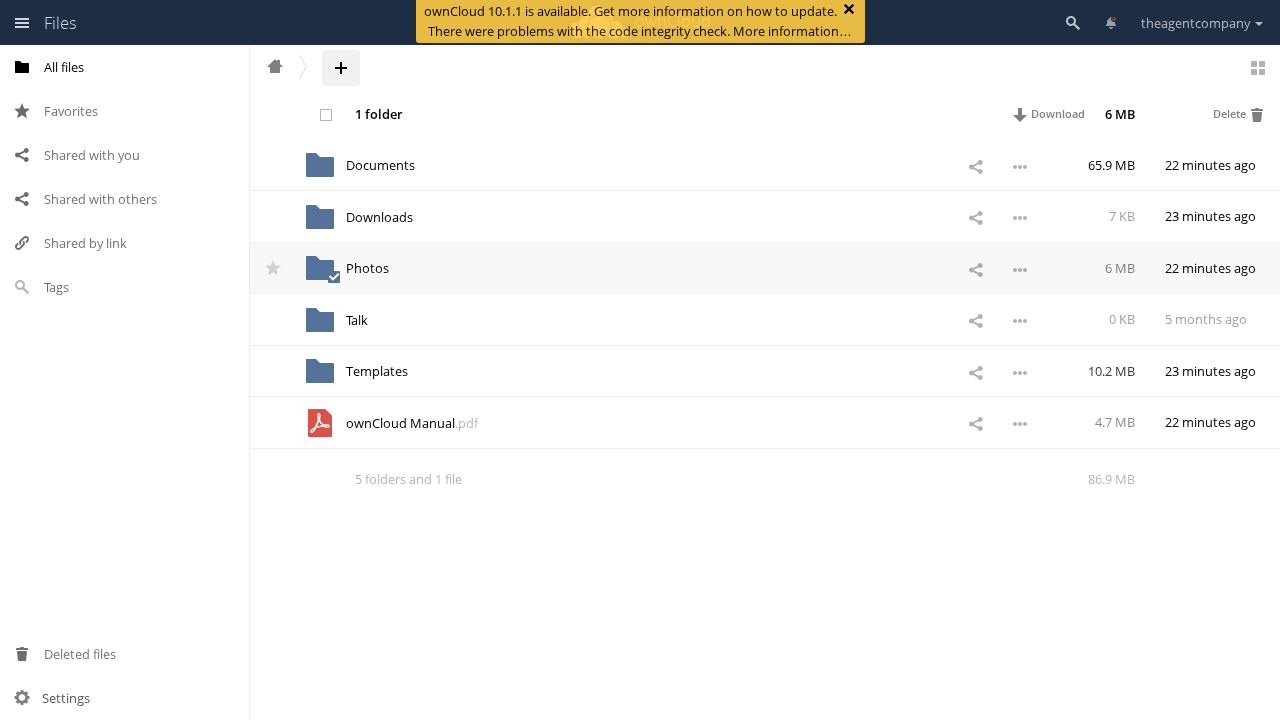 Files
ownCloud 10.1.1 is available. Get more information on how to update.
There were problems with the code integrity check. More information…
theagentcompany
All files
Favorites
Shared with you
Shared with others
Shared by link
Tags
Deleted files
Settings
1 folder Download 6 MB Delete
Documents 65.9 MB 22 minutes ago
Downloads 7 KB 23 minutes ago
Photos 6 MB 22 minutes ago
Talk 0 KB 5 months ago
Templates 10.2 MB 23 minutes ago
ownCloud Manual.pdf 4.7 MB 22 minutes ago
5 folders and 1 file 86.9 MB